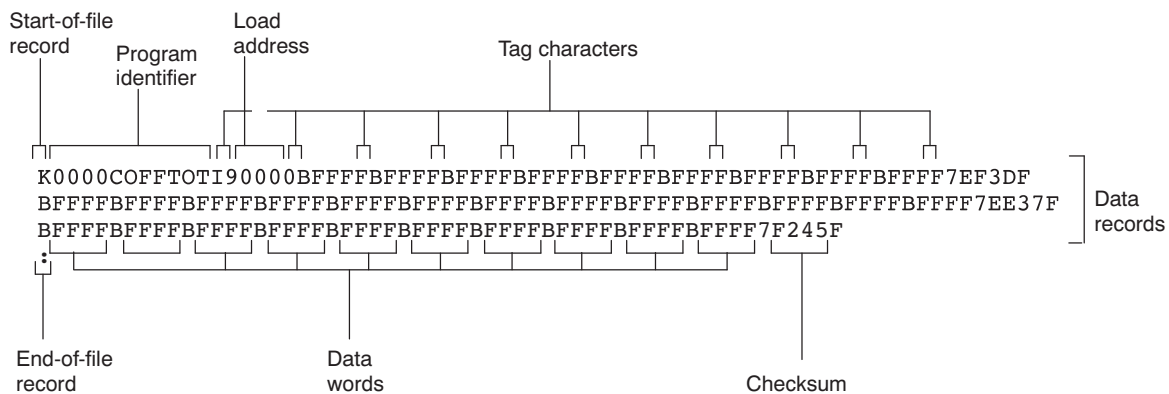 Start-of-file
record
Program
identifier
Load
address
Tag characters
K0000COFFTOTI90000BFFFFBFFFFBFFFFBFFFFBFFFFBFFFFBFFFFBFFFFBFFFF7EF3DF
BFFFFBFFFFBFFFFBFFFFBFFFFBFFFFBFFFFBFFFFBFFFFBFFFFBFFFFBFFFFBFFFF7EE37F
BFFFFBFFFFBFFFFBFFFFBFFFFBFFFFBFFFFBFFFFBFFFFBFFFF7F245F
:
Data
records
End-of-file
record
Data
words
Checksum